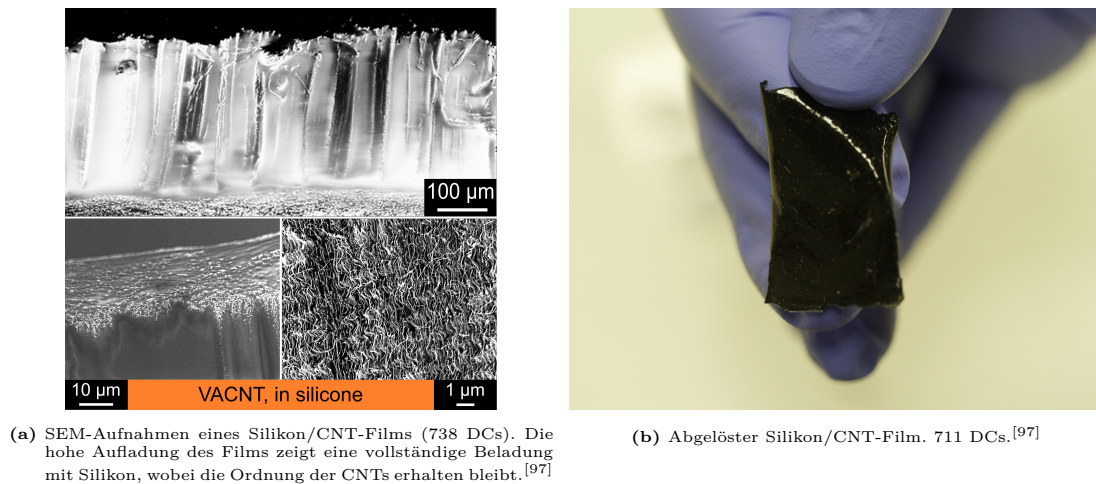 100 µm
10 µm
VACNT, in silicone
1 µm
(a) SEM-Aufnahmen eines Silikon/CNT-Films (738 DCs). Die
hohe Aufladung des Films zeigt eine vollständige Beladung
mit Silikon, wobei die Ordnung der CNTs erhalten bleibt.[97]
(b) Abgelöster Silikon/CNT-Film. 711 DCs.[97]